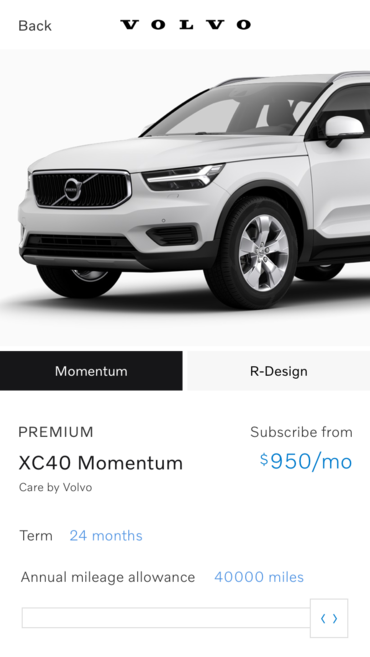 Back
VOLVO
Momentum
R-Design
PREMIUM
Subscribe from
XC40 Momentum
$950/mo
Care by Volvo
Term 24 months
Annual mileage allowance 40000 miles